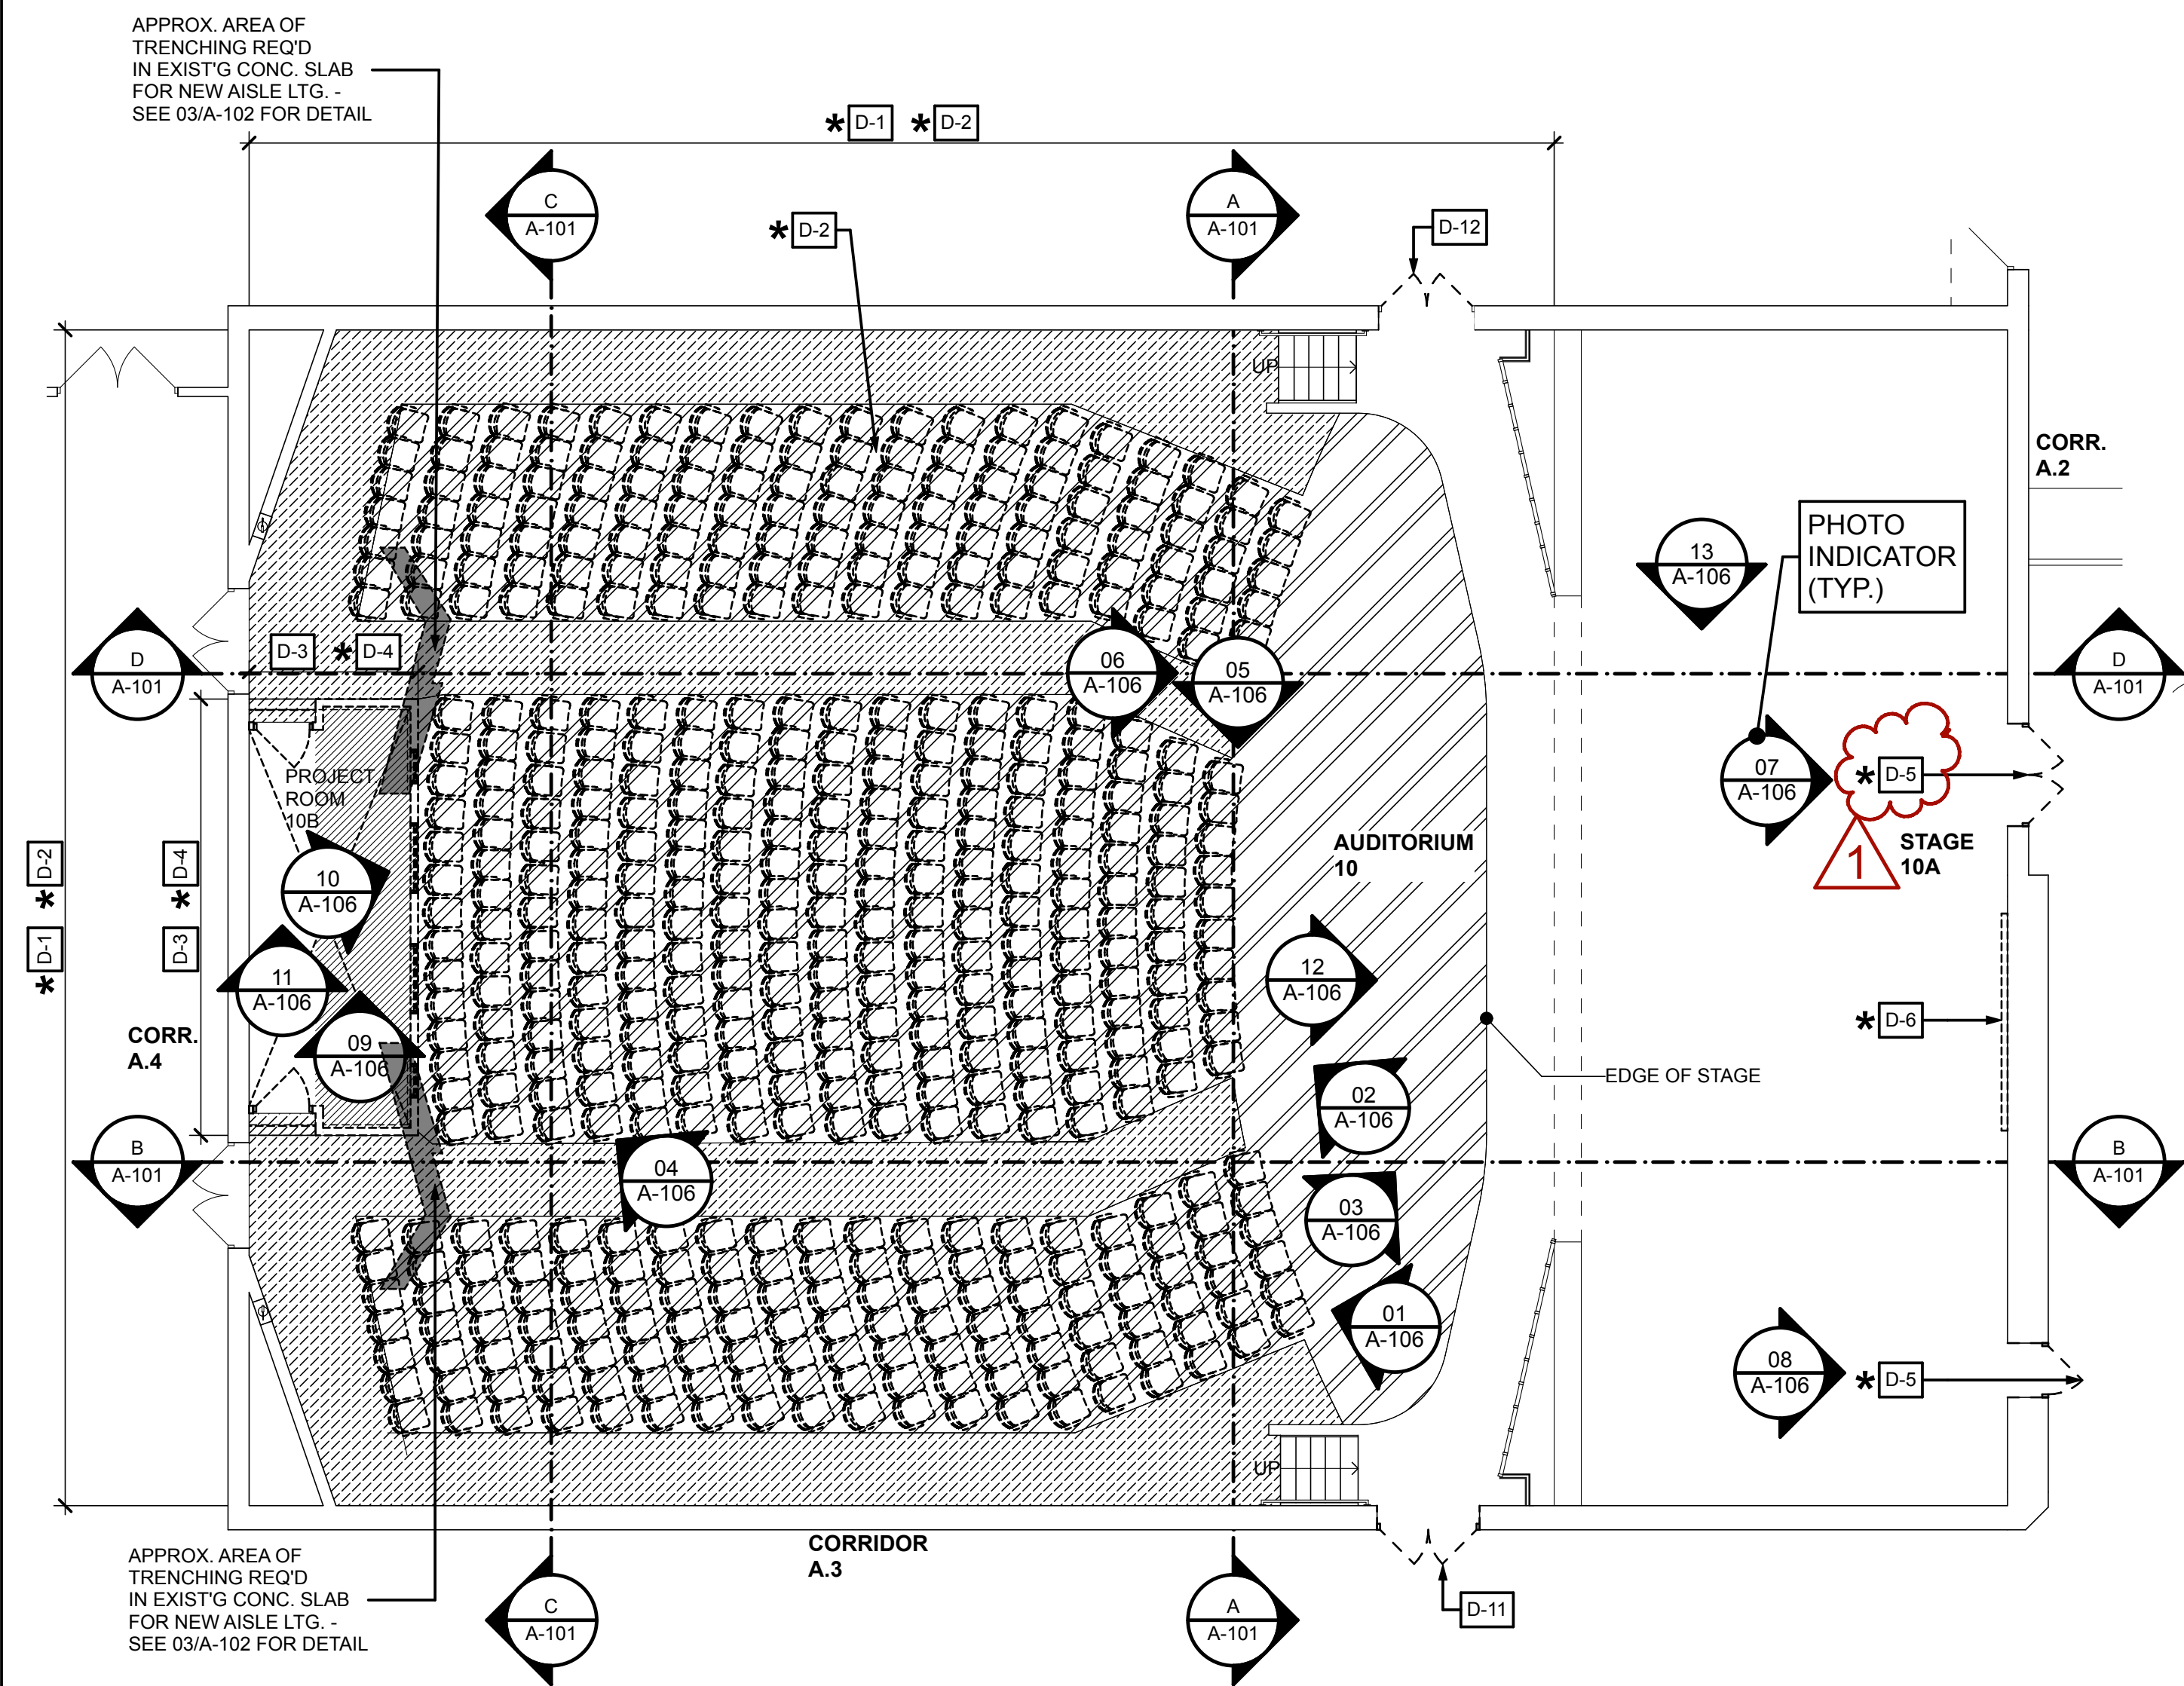 APPROX. AREA OF
TRENCHING REQ'D
IN EXIST'G CONC. SLAB
FOR NEW AISLE LTG. -
SEE 03/A-102 FOR DETAIL
* D-1 * D-2
C
A-101
A
A-101
* D-2
D-12
UP
CORR.
A.2
PHOTO
INDICATOR
(TYP.)
13
A-106
D
A-101
D-3 * D-4
06
A-106
05
A-106
D
A-101
07
A-106
* D-5
1
STAGE
10A
PROJECT
ROOM
10B
AUDITORIUM
10
* D-1 * D-2
D-3 * D-4
10
A-106
11
A-106
12
A-106
* D-6
CORR.
A.4
09
A-106
EDGE OF STAGE
02
A-106
B
A-101
04
A-106
03
A-106
B
A-101
01
A-106
08
A-106
* D-5
UP
CORRIDOR
A.3
APPROX. AREA OF
TRENCHING REQ'D
IN EXIST'G CONC. SLAB
FOR NEW AISLE LTG. -
SEE 03/A-102 FOR DETAIL
C
A-101
A
A-101
D-11